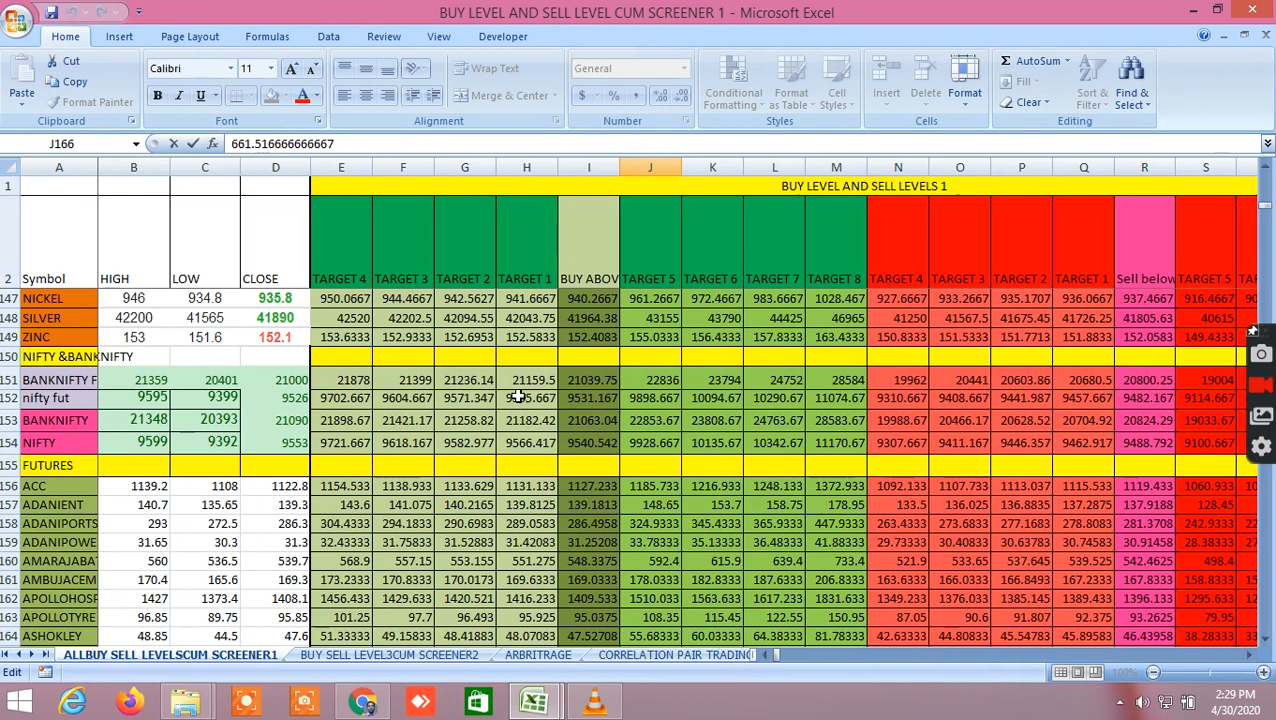 BUY LEVEL AND SELL LEVEL CUM SCREENER 1 - Microsoft Excel
Home Insert Page Layout Formulas Data Review View Developer
Cut
Copy
Format Painter
Paste
Clipboard
Calibri 11
B I U
Font
Wrap Text
Merge & Center
Alignment
General
Number
Conditional Formatting
Format as Table
Cell Styles
Styles
Insert Delete Format
Cells
AutoSum
Fill
Clear
Sort & Filter
Find & Select
Editing
J166 fx 661.516666666667
A B C D E F G H I J K L M N O P Q R S
1 BUY LEVEL AND SELL LEVELS 1
2 Symbol HIGH LOW CLOSE TARGET 4 TARGET 3 TARGET 2 TARGET 1 BUY ABOV TARGET 5 TARGET 6 TARGET 7 TARGET 8 TARGET 4 TARGET 3 TARGET 2 TARGET 1 Sell below TARGET 5 TAR
147 NICKEL 946 934.8 935.8 950.0667 944.4667 942.5627 941.6667 940.2667 961.2667 972.4667 983.6667 1028.467 927.6667 933.2667 935.1707 936.0667 937.4667 916.4667 90
148 SILVER 42200 41565 41890 42520 42202.5 42094.55 42043.75 41964.38 43155 43790 44425 46965 41250 41567.5 41675.45 41726.25 41805.63 40615
149 ZINC 153 151.6 152.1 153.6333 152.9333 152.6953 152.5833 152.4083 155.0333 156.4333 157.8333 163.4333 150.8333 151.5333 151.7713 151.8833 152.0583 149.4333
150 NIFTY &BANKNIFTY
151 BANKNIFTY F 21359 20401 21000 21878 21399 21236.14 21159.5 21039.75 22836 23794 24752 28584 19962 20441 20603.86 20680.5 20800.25 19004
152 nifty fut 9595 9399 9526 9702.667 9604.667 9571.347 9531.167 9898.667 10094.67 10290.67 11074.67 9310.667 9408.667 9441.987 9457.667 9482.167 9114.667
153 BANKNIFTY 21348 20393 21090 21898.67 21421.17 21258.82 21182.42 21063.04 22853.67 23808.67 24763.67 28583.67 19988.67 20466.17 20628.52 20704.92 20824.29 19033.67
154 NIFTY 9599 9392 9553 9721.667 9618.167 9582.977 9566.417 9540.542 9928.667 10135.67 10342.67 11170.67 9307.667 9411.167 9446.357 9462.917 9488.792 9100.667
155 FUTURES
156 ACC 1139.2 1108 1122.8 1154.533 1138.933 1133.629 1131.133 1127.233 1185.733 1216.933 1248.133 1372.933 1092.133 1107.733 1113.037 1115.533 1119.433 1060.933 10
157 ADANIENT 140.7 135.65 139.3 143.6 141.075 140.2165 139.8125 139.1813 148.65 153.7 158.75 178.95 133.5 136.025 136.8835 137.2875 137.9188 128.45
158 ADANIPORTS 293 272.5 286.3 304.4333 294.1833 290.6983 289.0583 286.4958 324.9333 345.4333 365.9333 447.9333 263.4333 273.6833 277.1683 278.8083 281.3708 242.9333
159 ADANIPOWE 31.65 30.3 31.3 32.43333 31.75833 31.52883 31.42083 31.25208 33.78333 35.13333 36.48333 41.88333 29.73333 30.40833 30.63783 30.74583 30.91458 28.38333
160 AMARAJABAT 560 536.5 539.7 568.9 557.15 553.155 551.275 548.3375 592.4 615.9 639.4 733.4 521.9 533.65 537.645 539.525 542.4625 498.4
161 AMBUJACEM 170.4 165.6 169.3 173.2333 170.8333 170.0173 169.6333 169.0333 178.0333 182.8333 187.6333 206.8333 163.6333 166.0333 166.8493 167.2333 167.8333 158.8333
162 APOLLOHOSP 1427 1373.4 1408.1 1456.433 1429.633 1420.521 1416.233 1409.533 1510.033 1563.633 1617.233 1831.633 1349.233 1376.033 1385.145 1389.433 1396.133 1295.633
163 APOLLOTYRE 96.85 89.75 95.85 101.25 97.7 96.493 95.925 95.0375 108.35 115.45 122.55 150.95 87.05 90.6 91.807 92.375 93.2625 79.95
164 ASHOKLEY 48.85 44.5 47.6 51.33333 49.15833 48.41883 48.07083 47.52708 55.68333 60.03333 64.38333 81.78333 42.63333 44.80833 45.54783 45.89583 46.43958 38.28333
ALLBUY SELL LEVELSCUM SCREENER1 BUY SELL LEVEL3CUM SCREENER2 ARBRITRAGE CORRELATION PAIR TRADING
Edit 100%
2:29 PM
4/30/2020